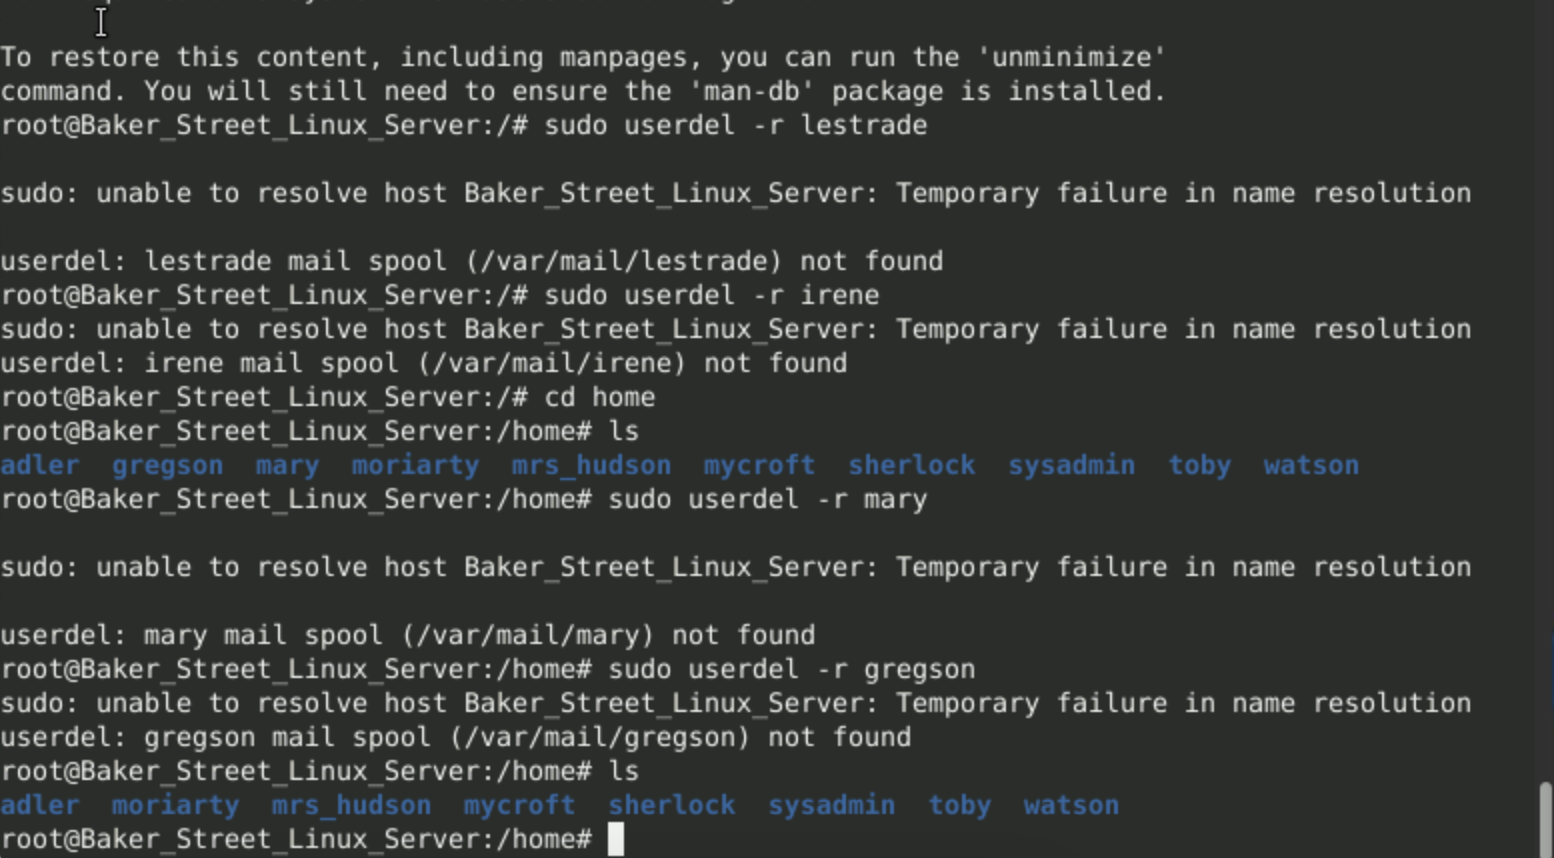 To restore this content, including manpages, you can run the 'unminimize'
command. You will still need to ensure the 'man-db' package is installed.
root@Baker_Street_Linux_Server:/# sudo userdel -r lestrade
sudo: unable to resolve host Baker_Street_Linux_Server: Temporary failure in name resolution
userdel: lestrade mail spool (/var/mail/lestrade) not found
root@Baker_Street_Linux_Server:/# sudo userdel -r irene
sudo: unable to resolve host Baker_Street_Linux_Server: Temporary failure in name resolution
userdel: irene mail spool (/var/mail/irene) not found
root@Baker_Street_Linux_Server:/# cd home
root@Baker_Street_Linux_Server:/home# ls
adler  gregson  mary  moriarty  mrs_hudson  mycroft  sherlock  sysadmin  toby  watson
root@Baker_Street_Linux_Server:/home# sudo userdel -r mary
sudo: unable to resolve host Baker_Street_Linux_Server: Temporary failure in name resolution
userdel: mary mail spool (/var/mail/mary) not found
root@Baker_Street_Linux_Server:/home# sudo userdel -r gregson
sudo: unable to resolve host Baker_Street_Linux_Server: Temporary failure in name resolution
userdel: gregson mail spool (/var/mail/gregson) not found
root@Baker_Street_Linux_Server:/home# ls
adler  moriarty  mrs_hudson  mycroft  sherlock  sysadmin  toby  watson
root@Baker_Street_Linux_Server:/home#